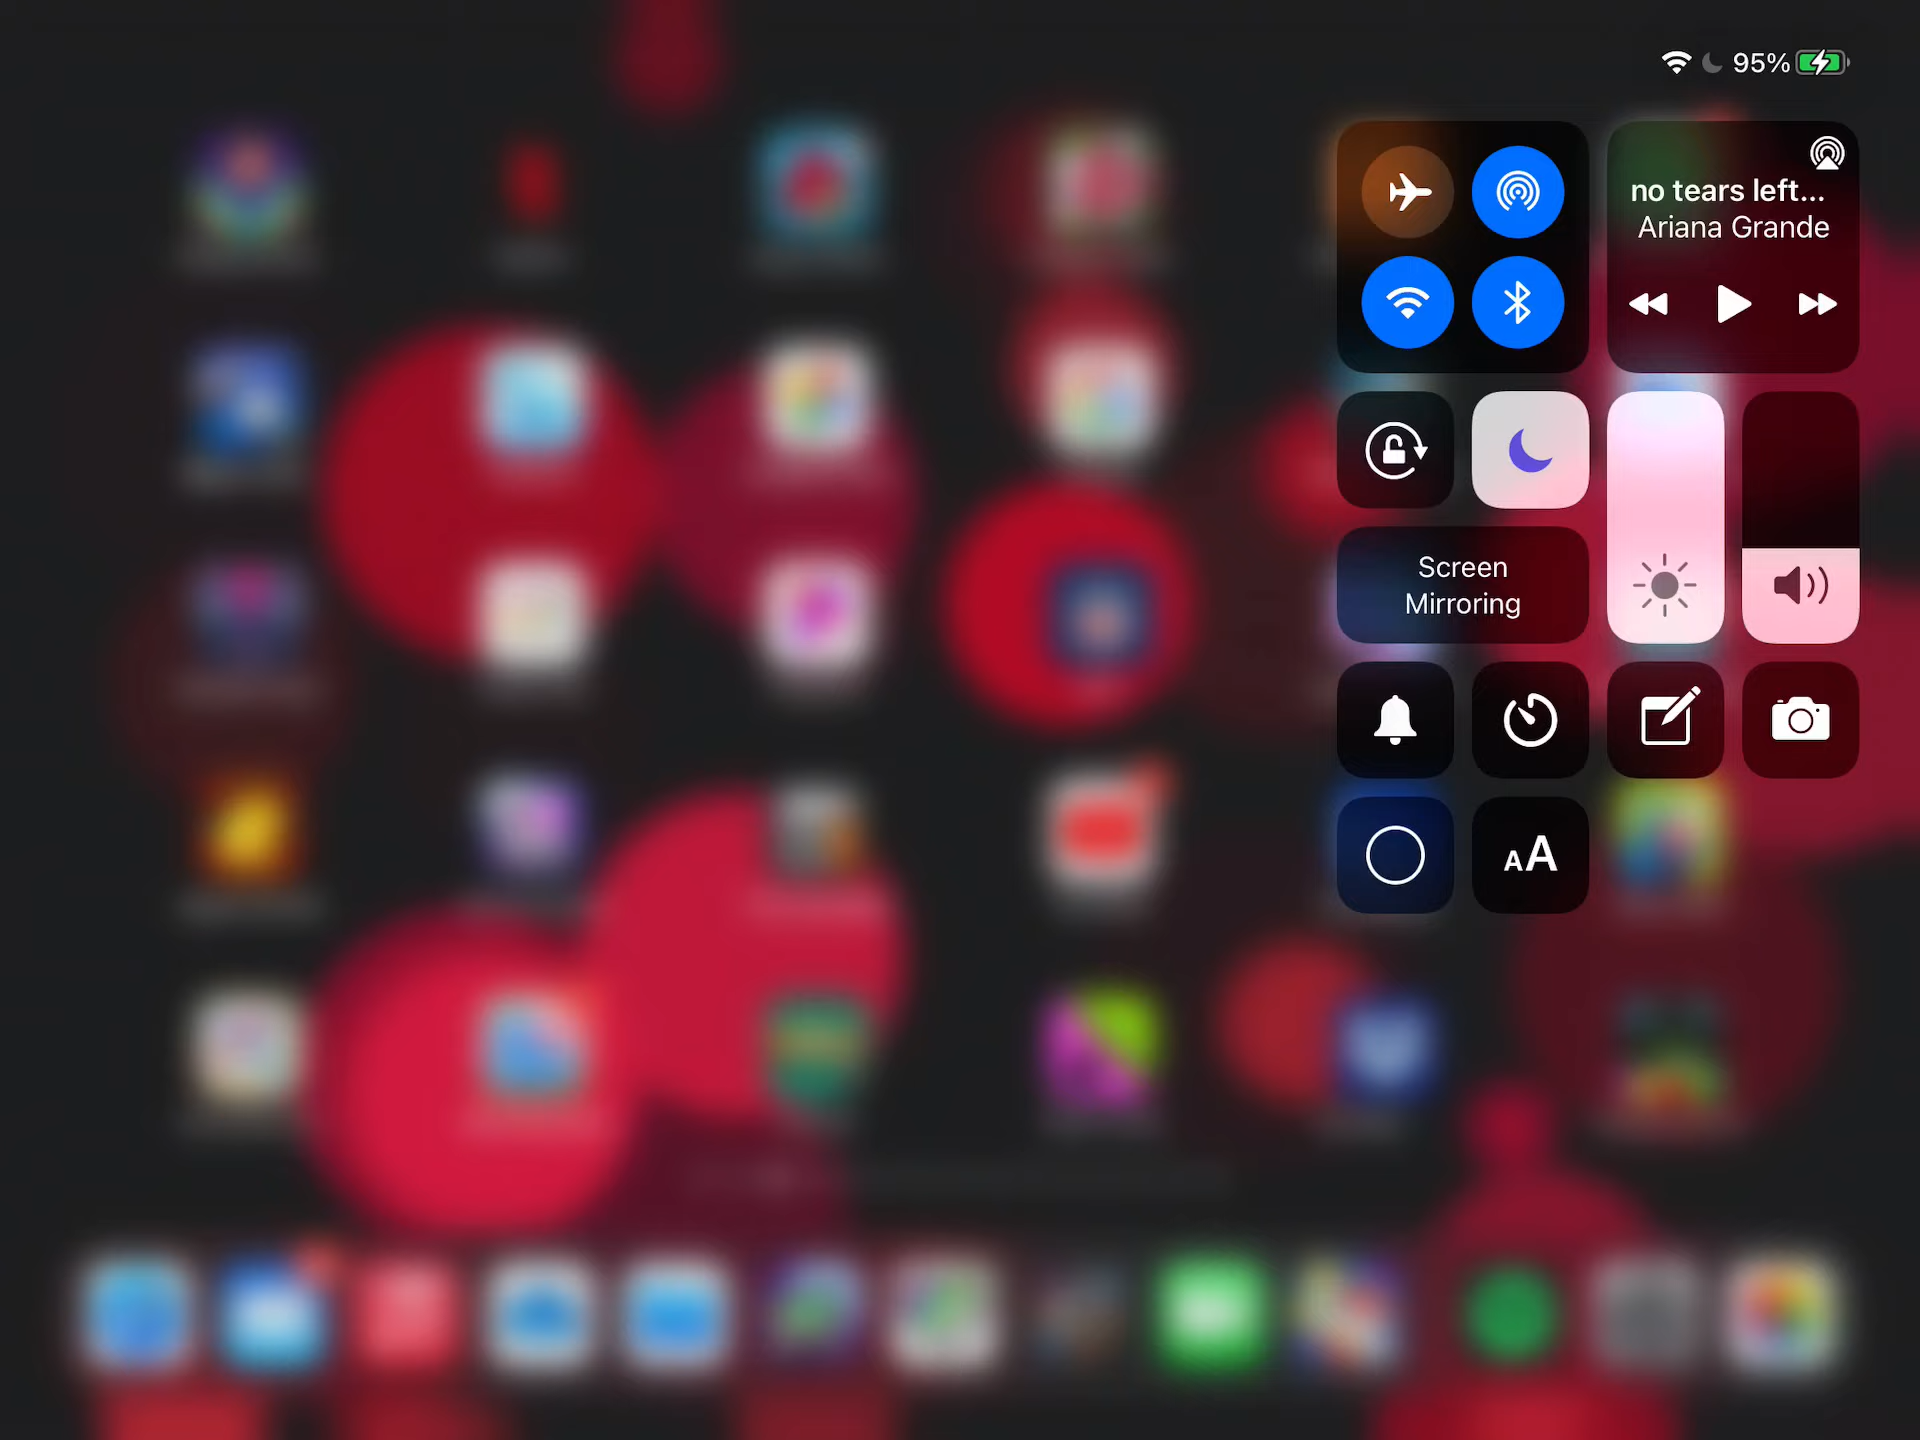 95%
no tears left...
Ariana Grande
Screen
Mirroring
AA